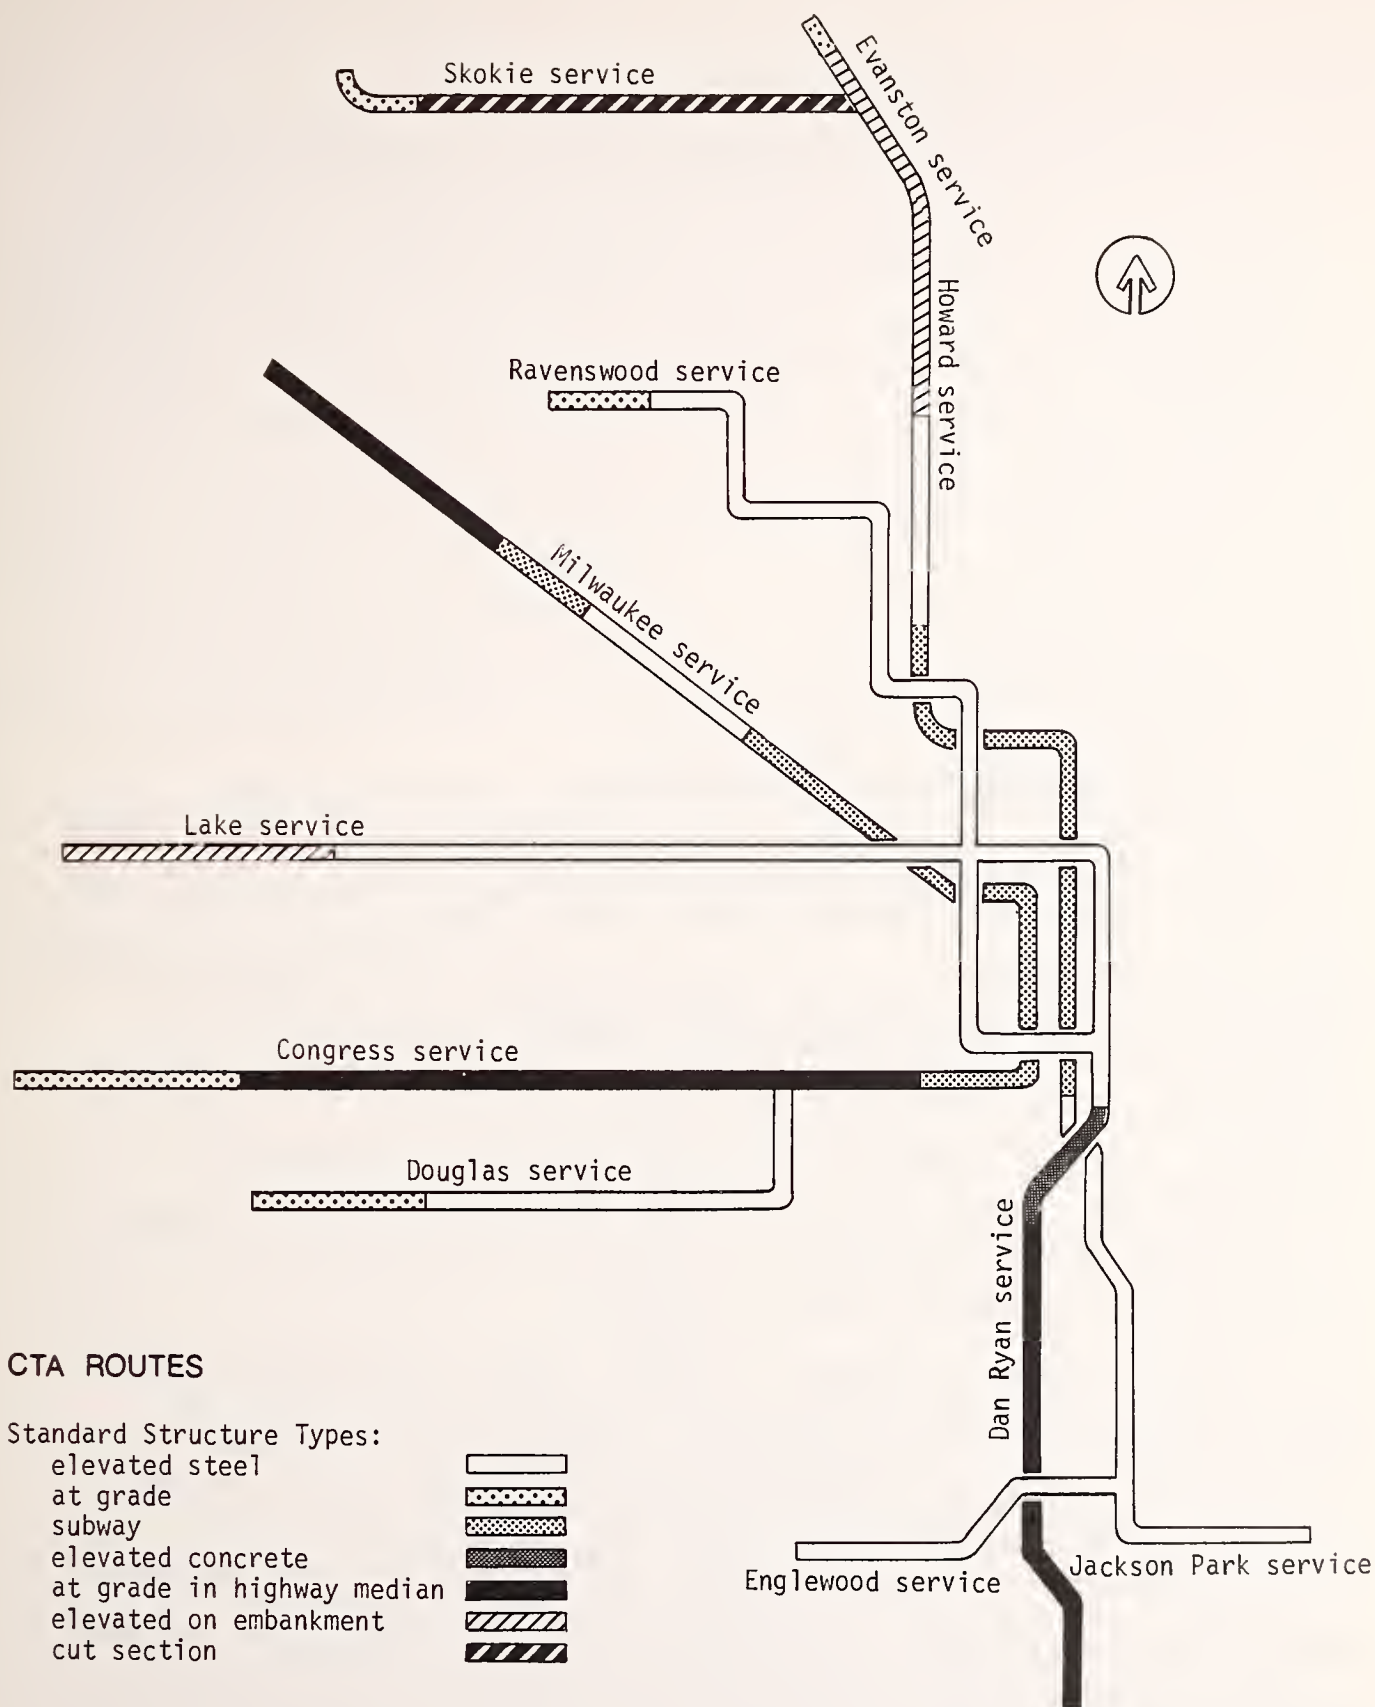 Skokie service
Evanston service
Howard service
Ravenswood service
Milwaukee service
Lake service
Congress service
Douglas service
Dan Ryan service
Englewood service
Jackson Park service
CTA ROUTES
Standard Structure Types:
elevated steel
at grade
subway
elevated concrete
at grade in highway median
elevated on embankment
cut section